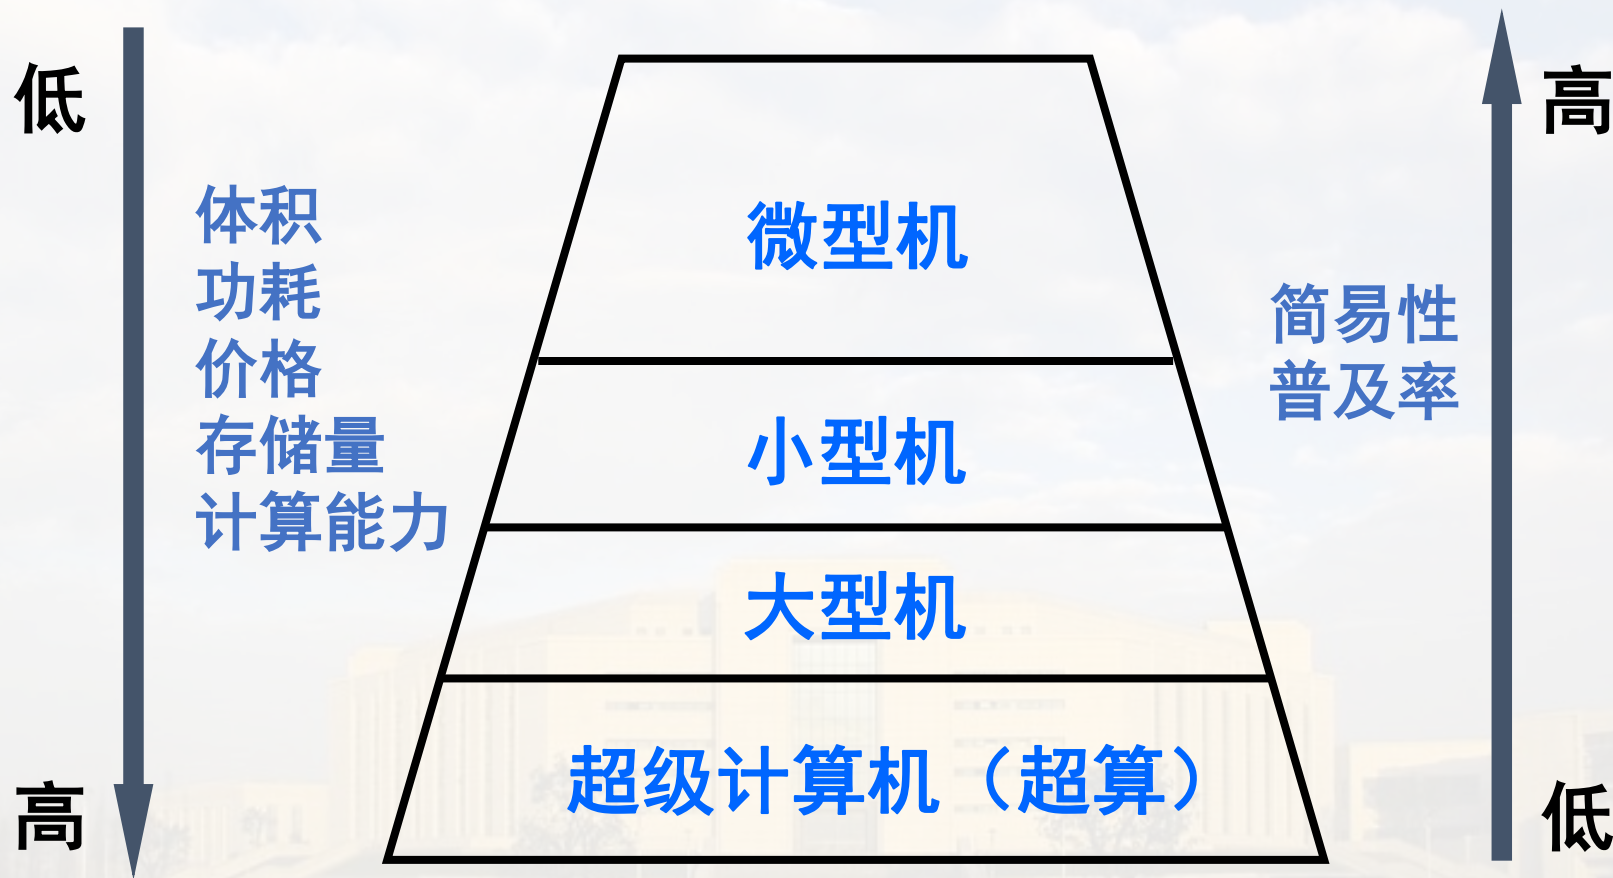 低
体积
功耗
价格
存储量
计算能力
高
微型机
小型机
大型机
超级计算机（超算）
高
简易性
普及率
低